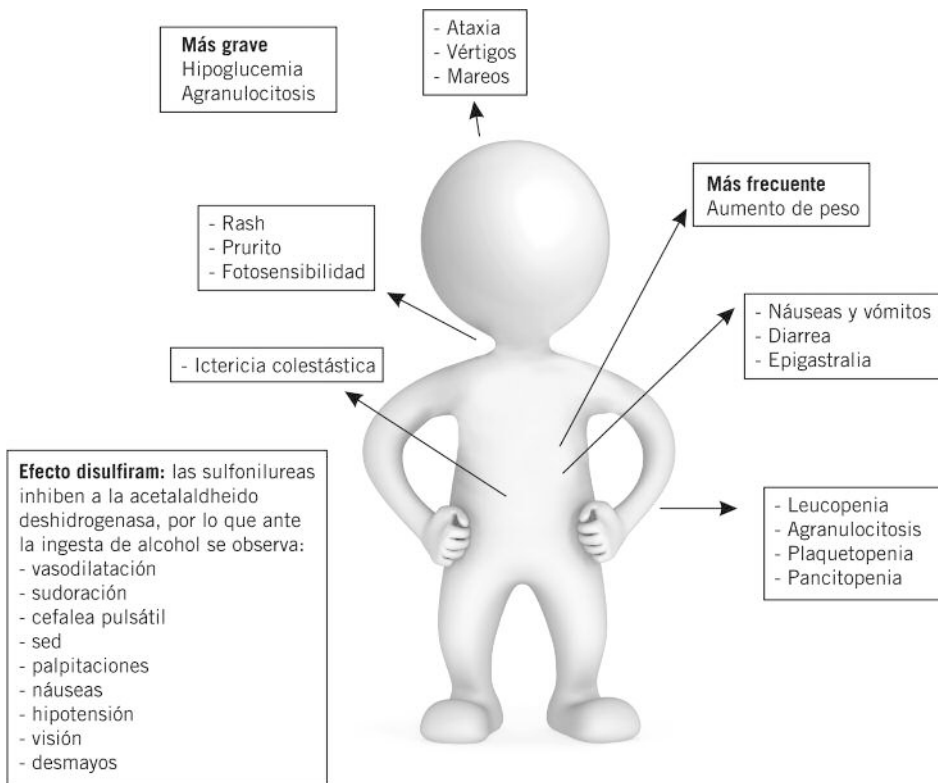 Más grave
Hipoglucemia
Agranulocitosis
- Ataxia
- Vértigos
- Mareos
Más frecuente
Aumento de peso
- Rash
- Prurito
- Fotosensibilidad
- Náuseas y vómitos
- Diarrea
- Epigastralia
- Ictericia colestástica
Efecto disulfiram: las sulfonilureas
inhiben a la acetalaldheido
deshidrogenasa, por lo que ante
la ingesta de alcohol se observa:
- vasodilatación
- sudoración
- cefalea pulsátil
- sed
- palpitaciones
- náuseas
- hipotensión
- visión
- desmayos
- Leucopenia
- Agranulocitosis
- Plaquetopenia
- Pancitopenia